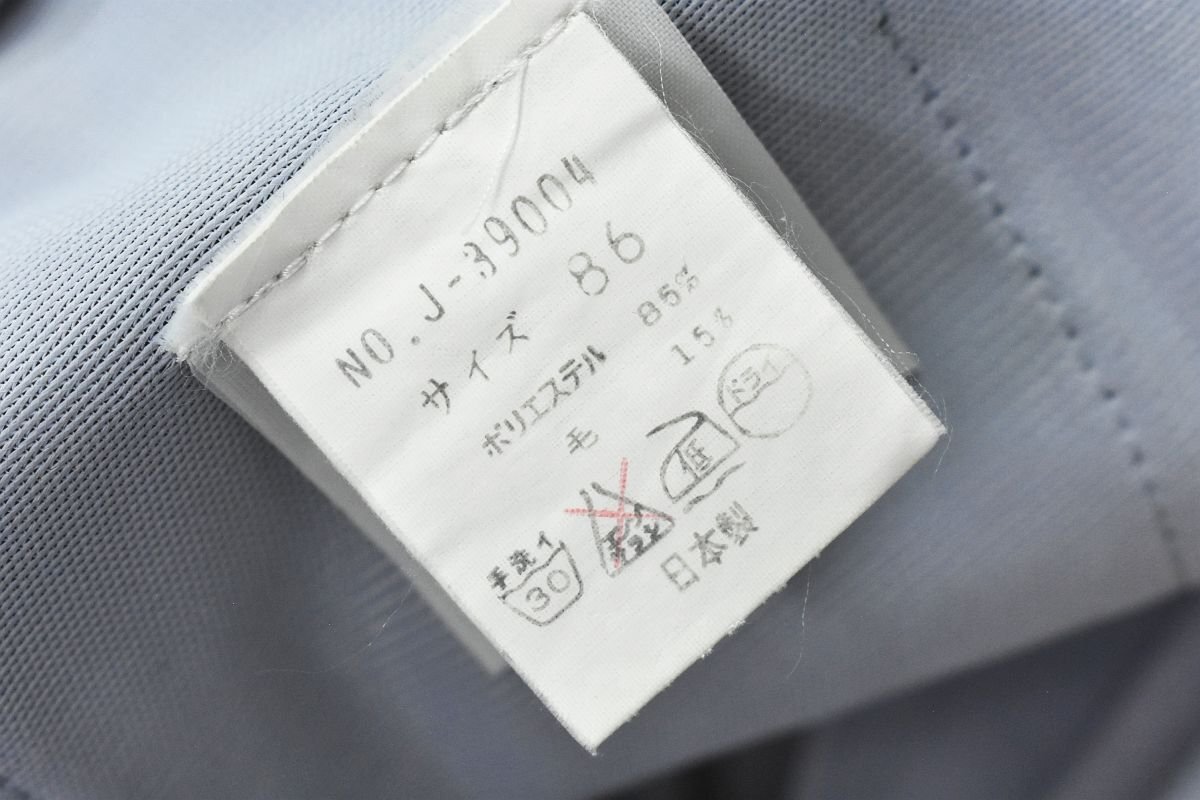 NO.J-39004
サイズ 86
ポリエステル 85%
毛 15%
手洗イ 30 低 ドライ
日本製